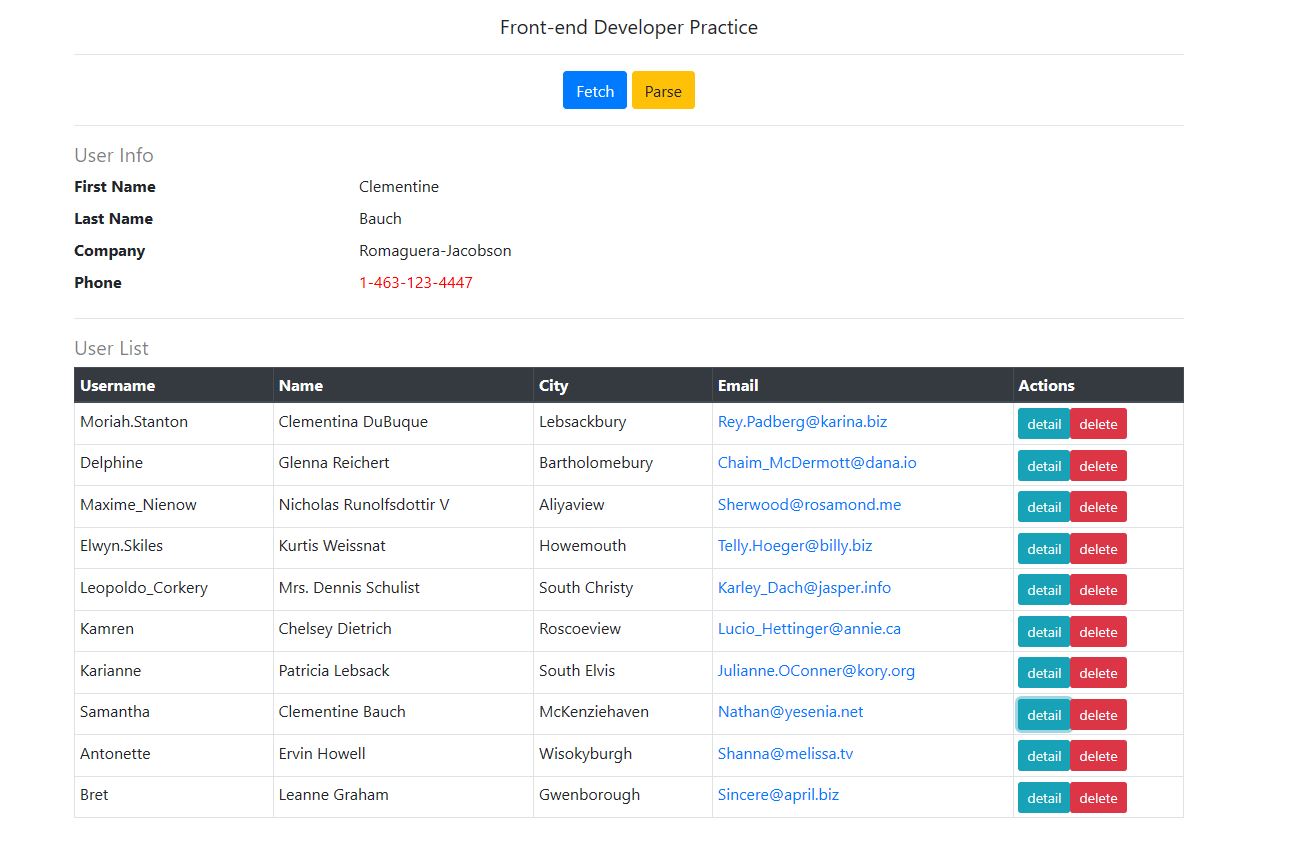 Front-end Developer Practice
Fetch Parse
User Info
First Name Clementine
Last Name Bauch
Company Romaguera-Jacobson
Phone 1-463-123-4447
User List
Username Name City Email Actions
Moriah.Stanton Clementina DuBuque Lebsackbury Rey.Padberg@karina.biz detail delete
Delphine Glenna Reichert Bartholomebury Chaim_McDermott@dana.io detail delete
Maxime_Nienow Nicholas Runolfsdottir V Aliyaview Sherwood@rosamond.me detail delete
Elwyn.Skiles Kurtis Weissnat Howemouth Telly.Hoeger@billy.biz detail delete
Leopoldo_Corkery Mrs. Dennis Schulist South Christy Karley_Dach@jasper.info detail delete
Kamren Chelsey Dietrich Roscoeview Lucio_Hettinger@annie.ca detail delete
Karianne Patricia Lebsack South Elvis Julianne.OConner@kory.org detail delete
Samantha Clementine Bauch McKenziehaven Nathan@yesenia.net detail delete
Antonette Ervin Howell Wisokyburgh Shanna@melissa.tv detail delete
Bret Leanne Graham Gwenborough Sincere@april.biz detail delete